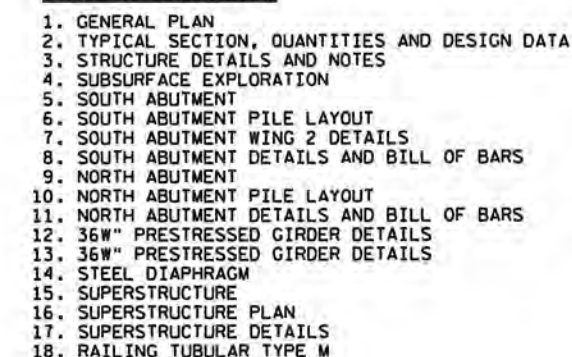 1. GENERAL PLAN
2. TYPICAL SECTION, QUANTITIES AND DESIGN DATA
3. STRUCTURE DETAILS AND NOTES
4. SUBSURFACE EXPLORATION
5. SOUTH ABUTMENT
6. SOUTH ABUTMENT PILE LAYOUT
7. SOUTH ABUTMENT WING 2 DETAILS
8. SOUTH ABUTMENT DETAILS AND BILL OF BARS
9. NORTH ABUTMENT
10. NORTH ABUTMENT PILE LAYOUT
11. NORTH ABUTMENT DETAILS AND BILL OF BARS
12. 36W" PRESTRESSED GIRDER DETAILS
13. 36W" PRESTRESSED GIRDER DETAILS
14. STEEL DIAPHRAGM
15. SUPERSTRUCTURE
16. SUPERSTRUCTURE PLAN
17. SUPERSTRUCTURE DETAILS
18. RAILING TUBULAR TYPE M